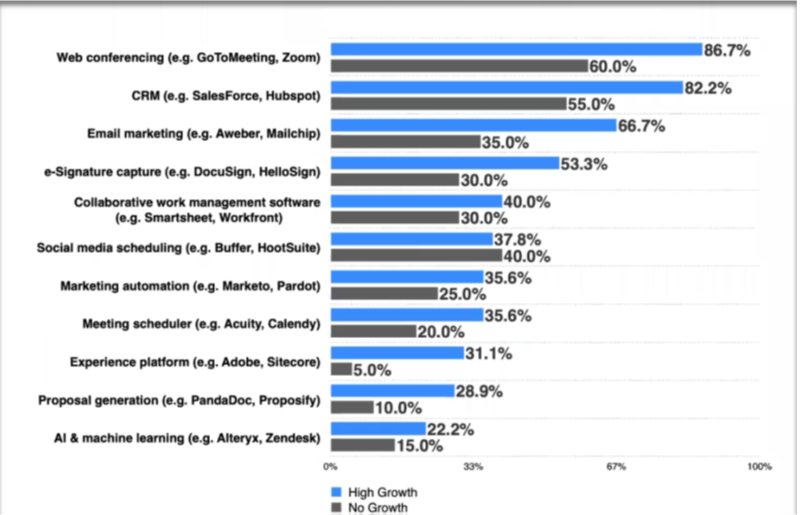 Web conferencing (e.g. GoToMeeting, Zoom)
86.7%
60.0%
CRM (e.g. SalesForce, Hubspot)
82.2%
55.0%
Email marketing (e.g. Aweber, Mailchip)
66.7%
35.0%
e-Signature capture (e.g. DocuSign, HelloSign)
53.3%
30.0%
Collaborative work management software
(e.g. Smartsheet, Workfront)
40.0%
30.0%
Social media scheduling (e.g. Buffer, HootSuite)
37.8%
40.0%
Marketing automation (e.g. Marketo, Pardot)
35.6%
25.0%
Meeting scheduler (e.g. Acuity, Calendy)
35.6%
20.0%
Experience platform (e.g. Adobe, Sitecore)
31.1%
5.0%
Proposal generation (e.g. PandaDoc, Proposify)
28.9%
10.0%
AI & machine learning (e.g. Alteryx, Zendesk)
22.2%
15.0%
0% 33% 67% 100%
High Growth
No Growth